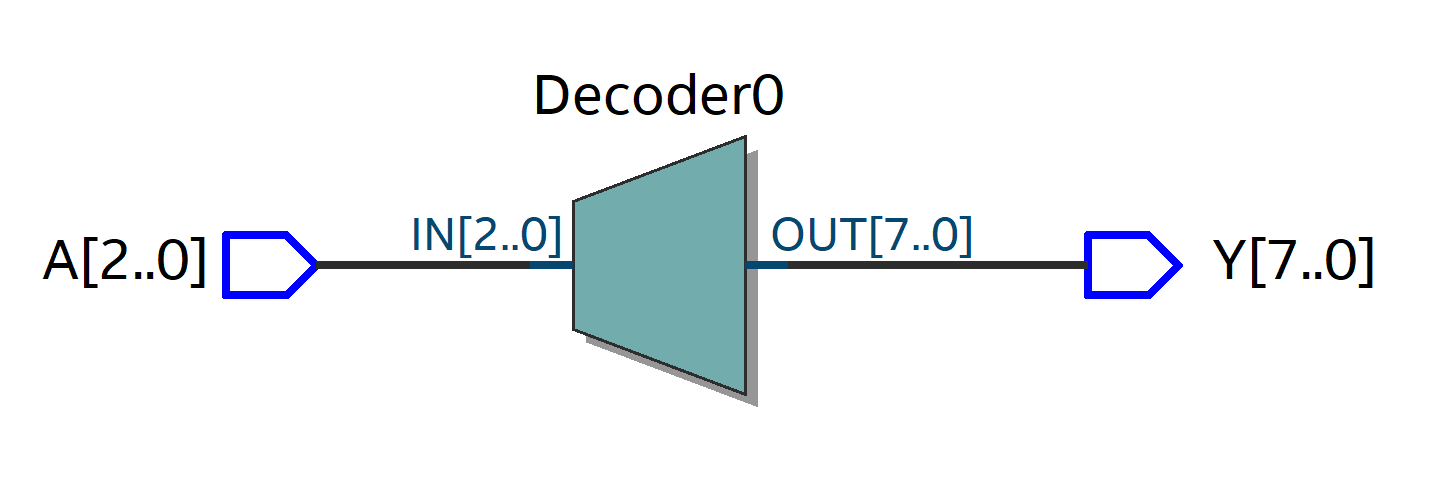 Decoder0
A[2..0]
IN[2..0]
OUT[7..0]
Y[7..0]